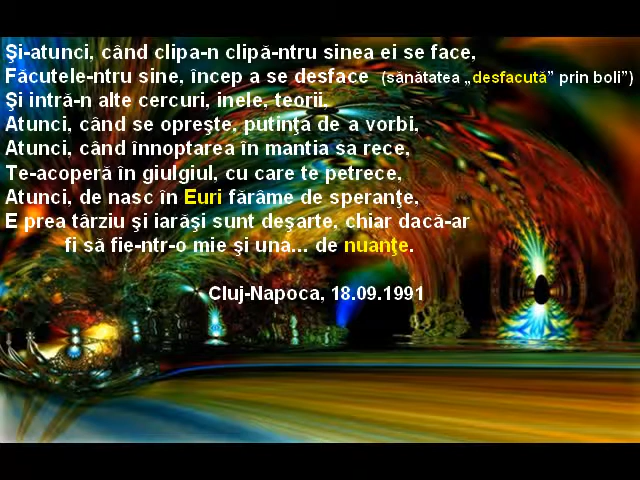 Şi-atunci, când clipa-n clipă-ntru sinea ei se face,
Făcutele-ntru sine, încep a se desface (sănătatea „desfacută” prin boli”)
Şi intră-n alte cercuri, inele, teorii,
Atunci, când se opreşte, putinţă de a vorbi,
Atunci, când înnoptarea în mantia sa rece,
Te-acoperă în giulgiul, cu care te petrece,
Atunci, de nasc în Euri fărâme de speranţe,
E prea târziu şi iarăşi sunt deşarte, chiar dacă-ar
fi să fie-ntr-o mie şi una... de nuanţe.
Cluj-Napoca, 18.09.1991